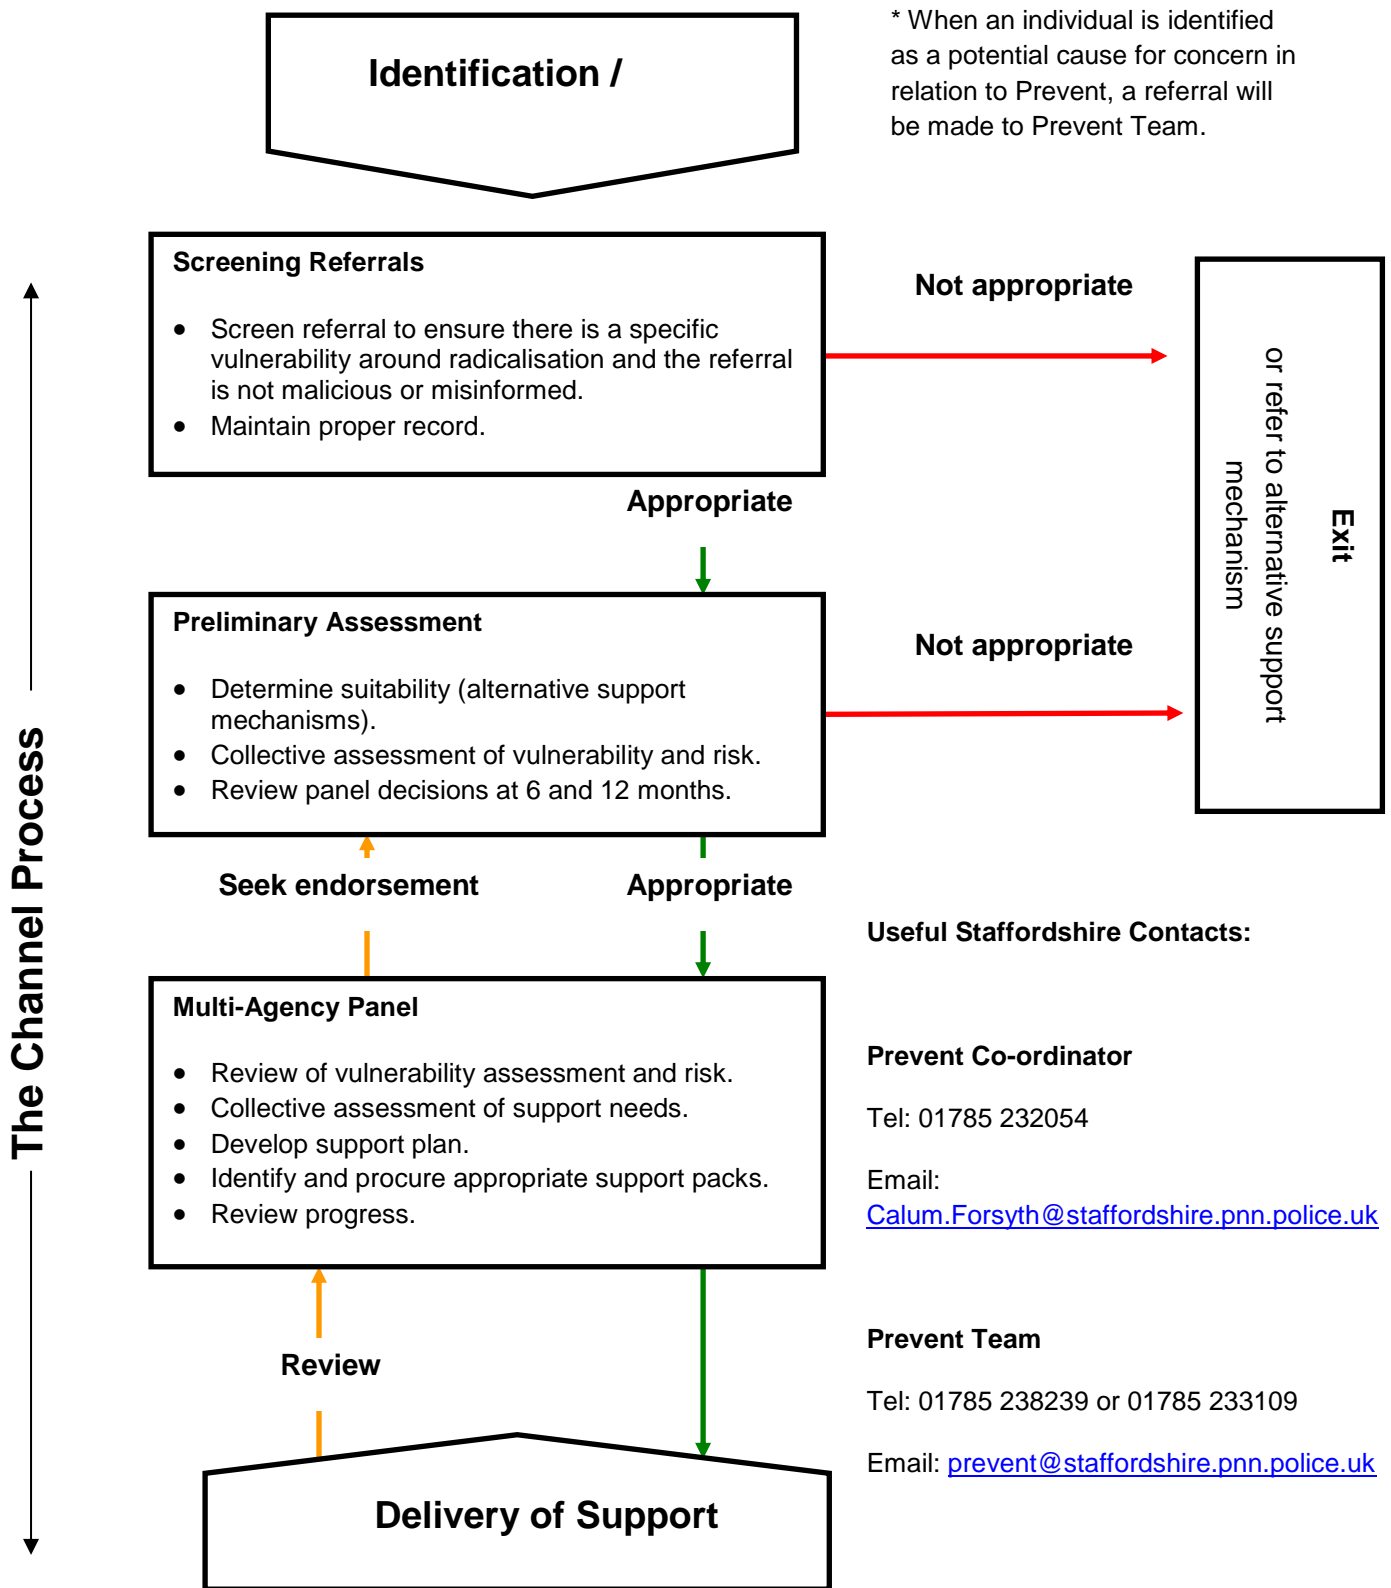 Identification /
* When an individual is identified
as a potential cause for concern in
relation to Prevent, a referral will
be made to Prevent Team.
The Channel Process
Screening Referrals
• Screen referral to ensure there is a specific
vulnerability around radicalisation and the referral
is not malicious or misinformed.
• Maintain proper record.
Not appropriate
Exit
or refer to alternative support
mechanism
Appropriate
Preliminary Assessment
• Determine suitability (alternative support
mechanisms).
• Collective assessment of vulnerability and risk.
• Review panel decisions at 6 and 12 months.
Not appropriate
Seek endorsement
Appropriate
Multi-Agency Panel
• Review of vulnerability assessment and risk.
• Collective assessment of support needs.
• Develop support plan.
• Identify and procure appropriate support packs.
• Review progress.
Useful Staffordshire Contacts:
Prevent Co-ordinator
Tel: 01785 232054
Email:
Calum.Forsyth@staffordshire.pnn.police.uk
Prevent Team
Tel: 01785 238239 or 01785 233109
Email: prevent@staffordshire.pnn.police.uk
Review
Delivery of Support